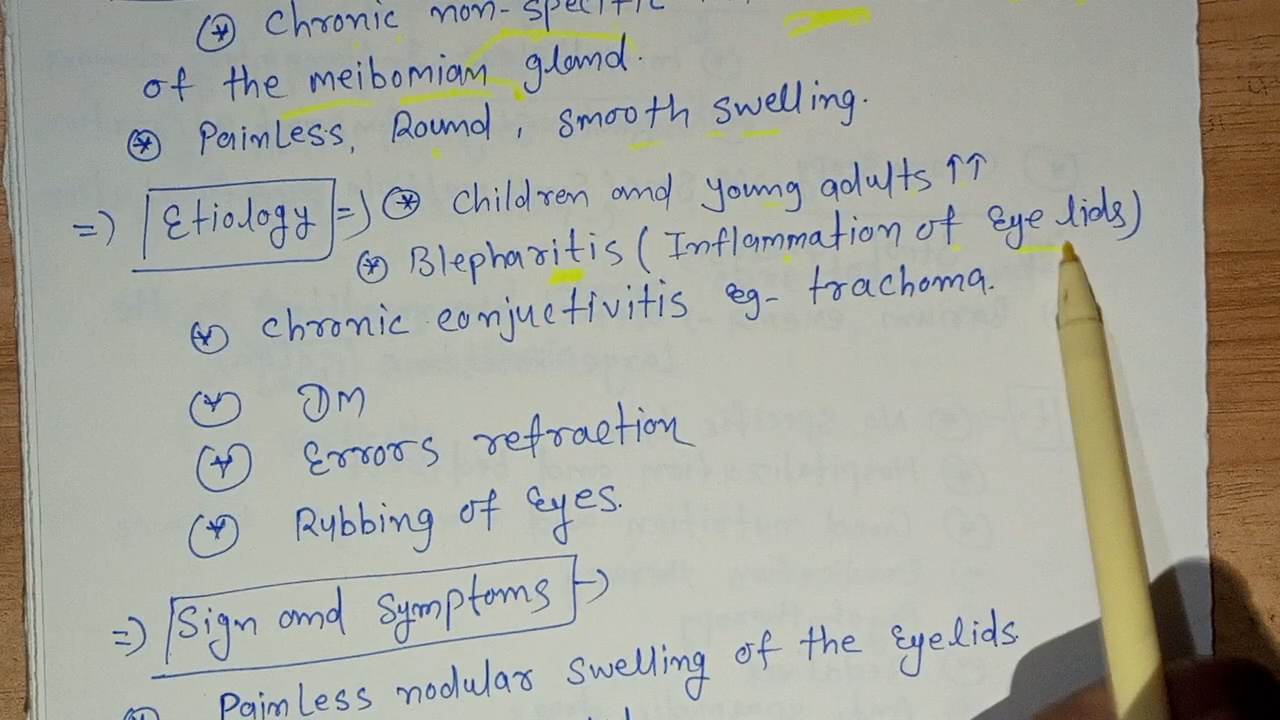 ⊛ Chronic non-specific
of the meibomian gland.
⊛ Painless, Round, smooth swelling.
=> Etiology => ⊛ Children and young adults ↑↑
⊛ Blepharitis (Inflammation of Eye lids)
⊛ Chronic conjuctivitis eg- trachoma.
⊛ DM
⊛ Errors refraction
⊛ Rubbing of Eyes.
=> Sign and Symptoms ->
⊛ Painless nodular swelling of the Eyelids.